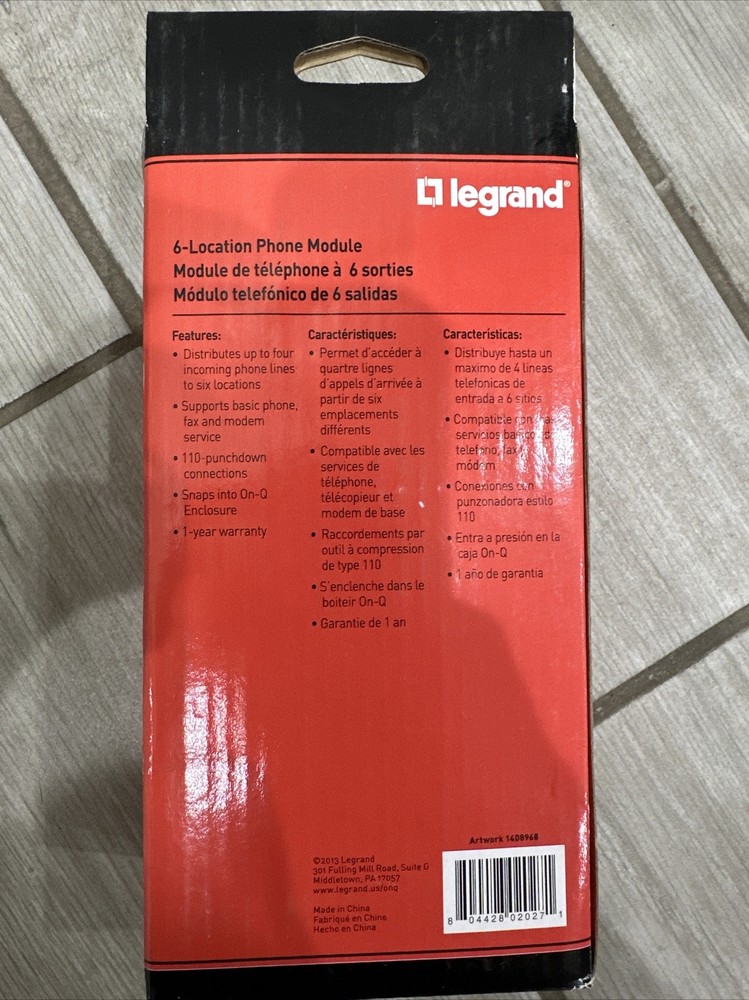 legrand®
6-Location Phone Module
Module de téléphone à 6 sorties
Módulo telefónico de 6 salidas
Features:
• Distributes up to four
incoming phone lines
to six locations
• Supports basic phone,
fax and modem
service
• 110-punchdown
connections
• Snaps into On-Q
Enclosure
• 1-year warranty
Caractéristiques:
• Permet d'accéder à
quartre lignes
d'appels d'arrivée à
partir de six
emplacements
différents
• Compatible avec les
services de
téléphone,
télécopieur et
modem de base
• Raccordements par
outil à compression
de type 110
• S'enclenche dans le
boiteir On-Q
• Garantie de 1 an
Características:
• Distribuye hasta un
maximo de 4 lineas
telefonicas de
entrada a 6 sitios
• Compatible con
servicios
telefono, fax
módem
• Conexiones con
punzonadora estilo
110
• Entra a presión en la
caja On-Q
• 1 año de garantia
©2013 Legrand
301 Fulling Mill Road, Suite G
Middletown, PA 17057
www.legrand.us/onq
Made in China
Fabriqué en Chine
Hecho en China
Artwork 1408968
8 04428 02027 1